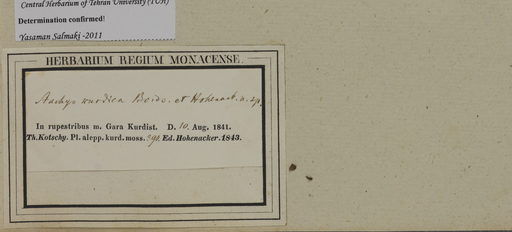 Central Herbarium of Tehran University (TUH)
Determination confirmed!
Yasaman Salmaki -2011
HERBARIUM REGIUM MONACENSE.
Stachys kurdica Boiss. et Hohenack. n. sp.
In rupestribus m. Gara Kurdist. D. 10. Aug. 1841.
Th. Kotschy. Pl. alepp. kurd. moss. Ed. Hohenacker. 1843.